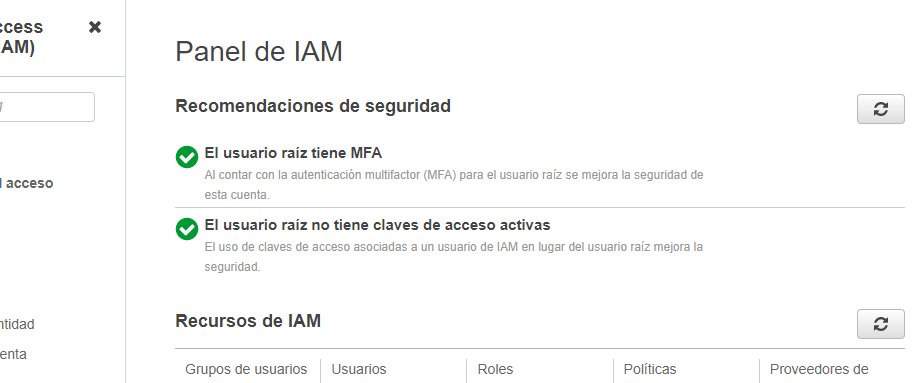 ccess
AM)
Panel de IAM
Recomendaciones de seguridad
El usuario raíz tiene MFA
Al contar con la autenticación multifactor (MFA) para el usuario raíz se mejora la seguridad de
esta cuenta.
l acceso
El usuario raíz no tiene claves de acceso activas
El uso de claves de acceso asociadas a un usuario de IAM en lugar del usuario raíz mejora la
seguridad.
Recursos de IAM
ntidad
enta
Grupos de usuarios
Usuarios
Roles
Políticas
Proveedores de